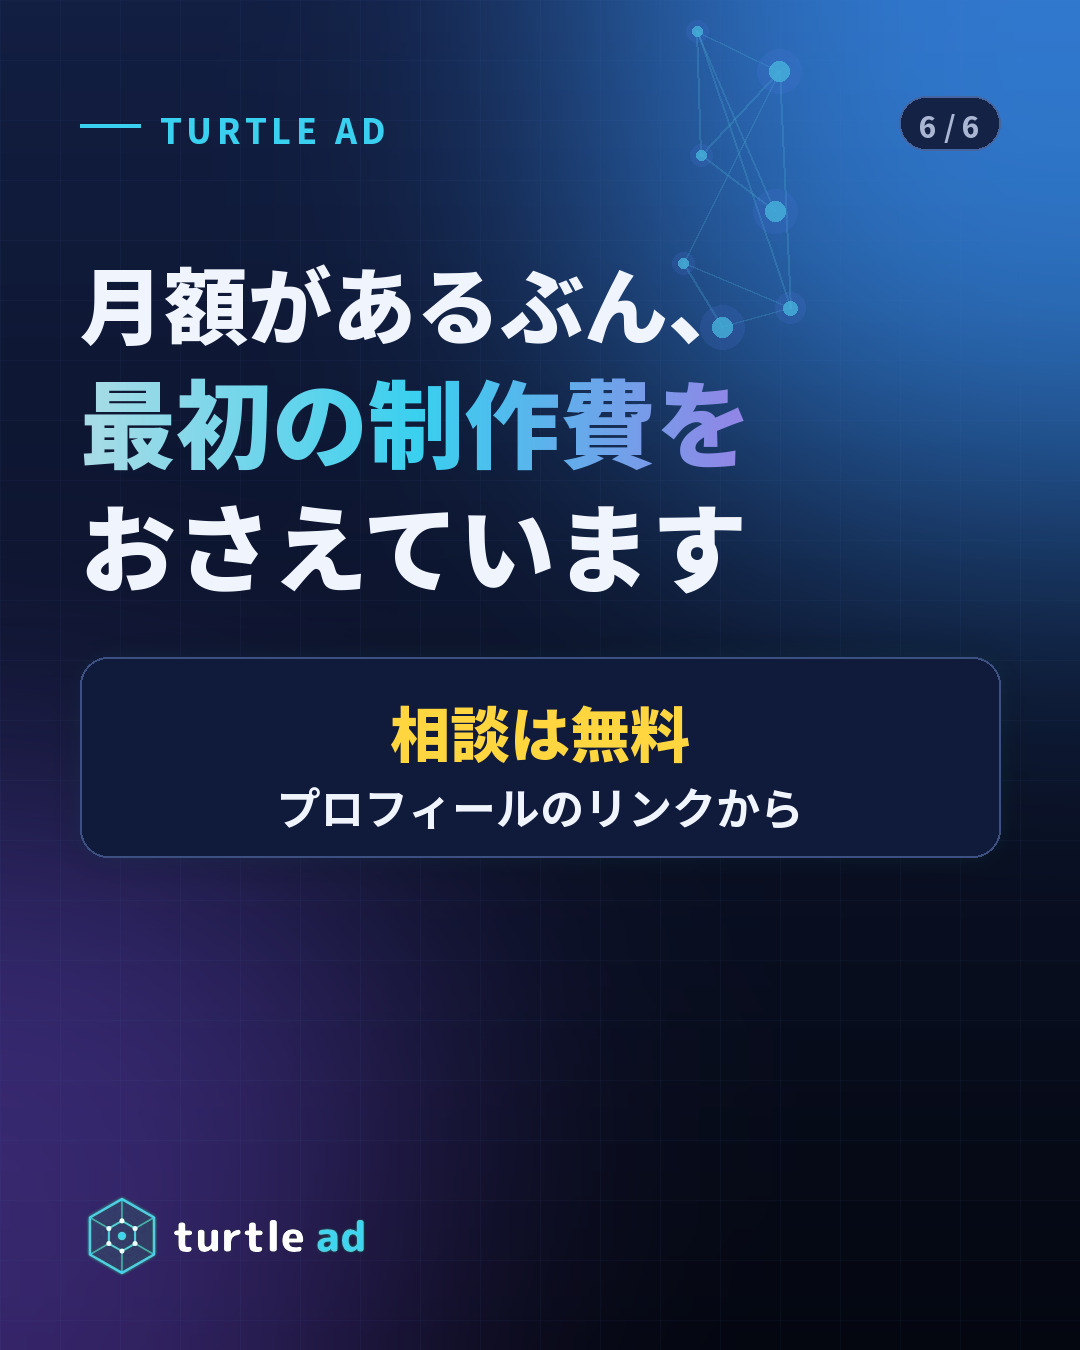 TURTLE AD
6 / 6
月額があるぶん、
最初の制作費を
おさえています
相談は無料
プロフィールのリンクから
turtle ad